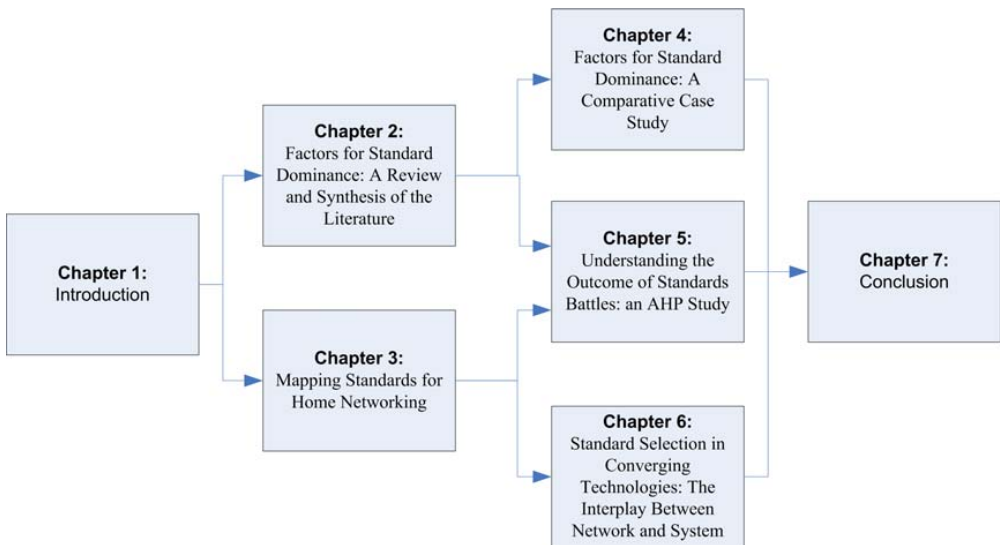 Chapter 1:
Introduction
Chapter 2:
Factors for Standard
Dominance: A Review
and Synthesis of the
Literature
Chapter 3:
Mapping Standards for
Home Networking
Chapter 4:
Factors for Standard
Dominance: A
Comparative Case
Study
Chapter 5:
Understanding the
Outcome of Standards
Battles: an AHP Study
Chapter 6:
Standard Selection in
Converging
Technologies: The
Interplay Between
Network and System
Chapter 7:
Conclusion